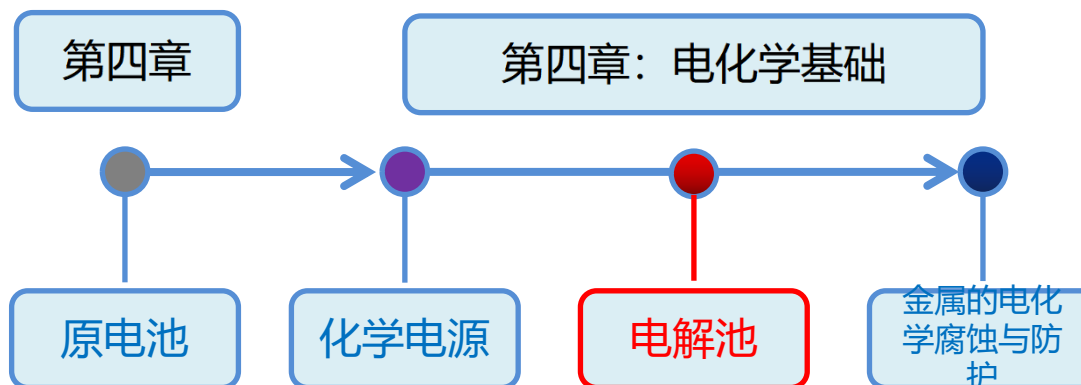 第四章
第四章：电化学基础
原电池
化学电源
电解池
金属的电化
学腐蚀与防
护